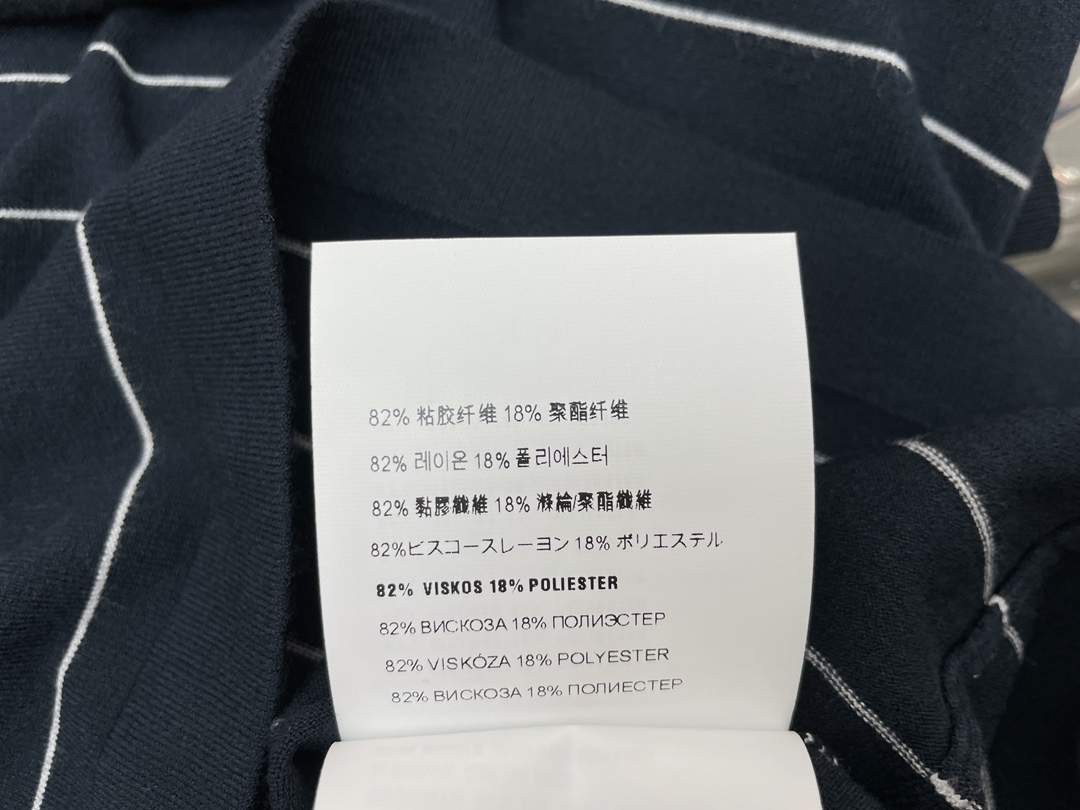 82% 粘胶纤维 18% 聚酯纤维
82% 레이온 18% 폴리에스터
82% 黏膠纖維 18% 滌綸/聚酯纖維
82%ビスコースレーヨン 18% ポリエステル
82% VISKOS 18% POLIESTER
82% ВИСКОЗА 18% ПОЛИЭСТЕР
82% VISKÓZA 18% POLYESTER
82% ВИСКОЗА 18% ПОЛИЕСТЕР